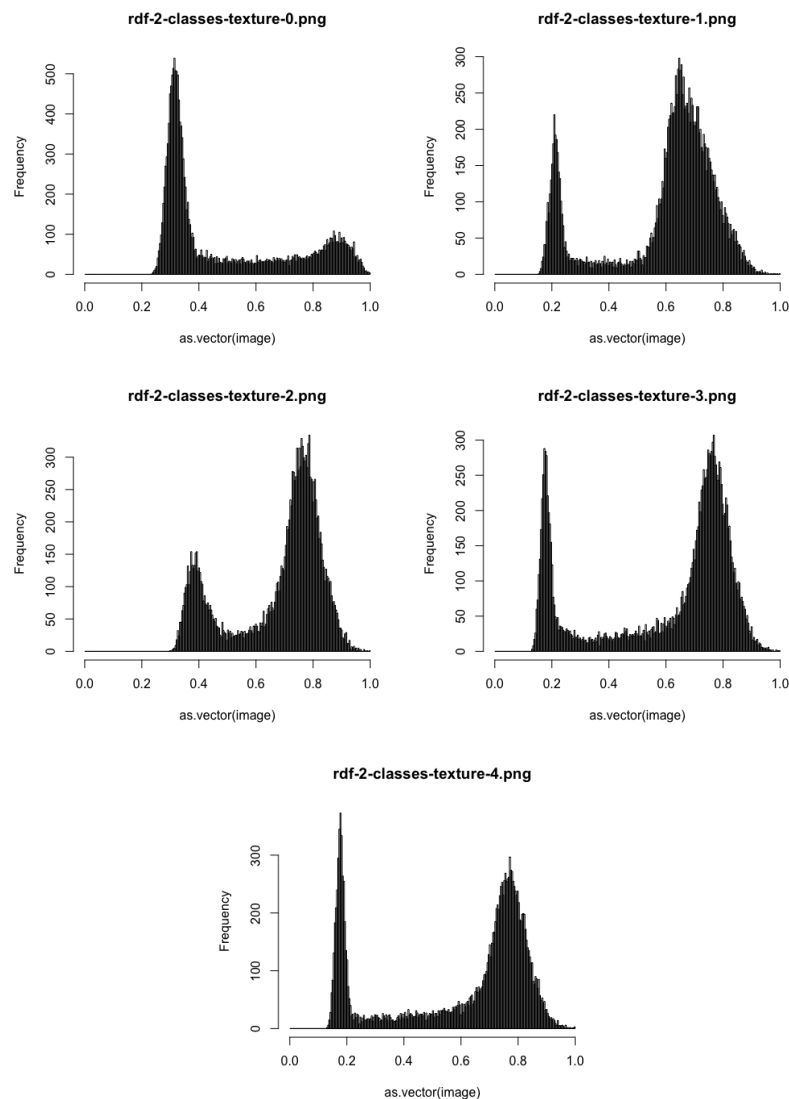 rdf-2-classes-texture-0.png
Frequency
500
400
300
200
100
0
0.0 0.2 0.4 0.6 0.8 1.0
as.vector(image)
rdf-2-classes-texture-1.png
Frequency
300
250
200
150
100
50
0
0.0 0.2 0.4 0.6 0.8 1.0
as.vector(image)
rdf-2-classes-texture-2.png
Frequency
300
250
200
150
100
50
0
0.0 0.2 0.4 0.6 0.8 1.0
as.vector(image)
rdf-2-classes-texture-3.png
Frequency
300
250
200
150
100
50
0
0.0 0.2 0.4 0.6 0.8 1.0
as.vector(image)
rdf-2-classes-texture-4.png
Frequency
300
200
100
0
0.0 0.2 0.4 0.6 0.8 1.0
as.vector(image)